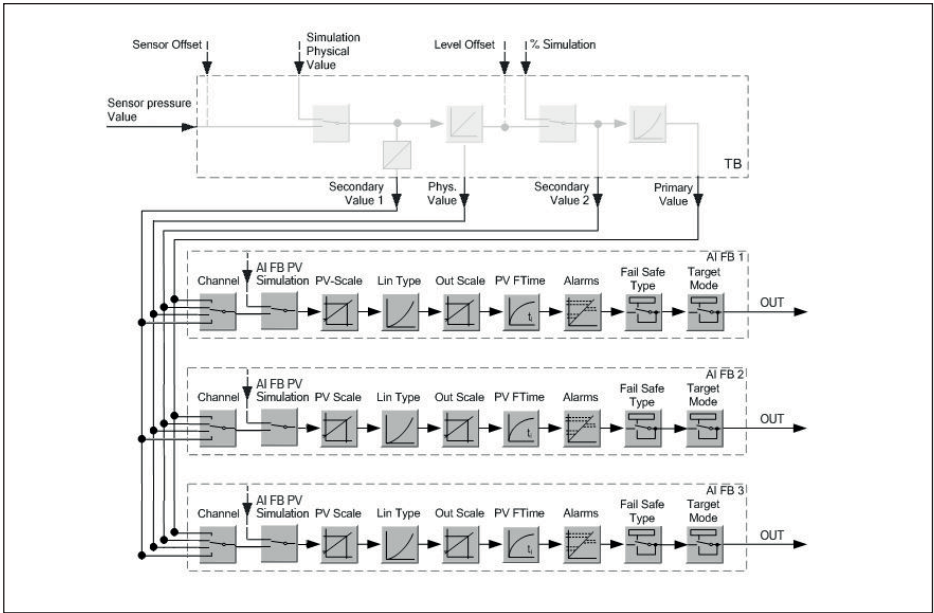 Sensor Offset
Simulation
Physical
Value
Level Offset
% Simulation
Sensor pressure
Value
TB
Secondary
Value 1
Phys.
Value
Secondary
Value 2
Primary
Value
AI FB 1
Channel
AI FB PV
Simulation
PV-Scale
Lin Type
Out Scale
PV FTime
Alarms
Fail Safe
Type
Target
Mode
OUT
t₁
AI FB 2
Channel
AI FB PV
Simulation
PV Scale
Lin Type
Out Scale
PV FTime
Alarms
Fail Safe
Type
Target
Mode
OUT
t₁
AI FB 3
Channel
AI FB PV
Simulation
PV Scale
Lin Type
Out Scale
PV FTime
Alarms
Fail Safe
Type
Target
Mode
OUT
t₁